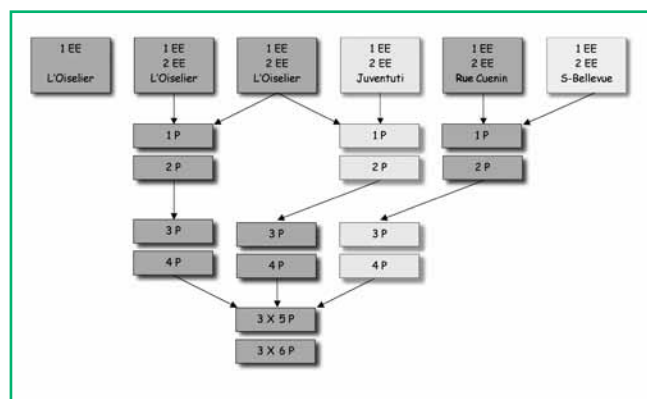 1 EE
L'Oiselier
1 EE
2 EE
L'Oiselier
1 EE
2 EE
L'Oiselier
1 EE
2 EE
Juventuti
1 EE
2 EE
Rue Cuenin
1 EE
2 EE
S-Bellevue
1 P
1 P
1 P
2 P
2 P
2 P
3 P
3 P
3 P
4 P
4 P
4 P
3 X 5 P
3 X 6 P